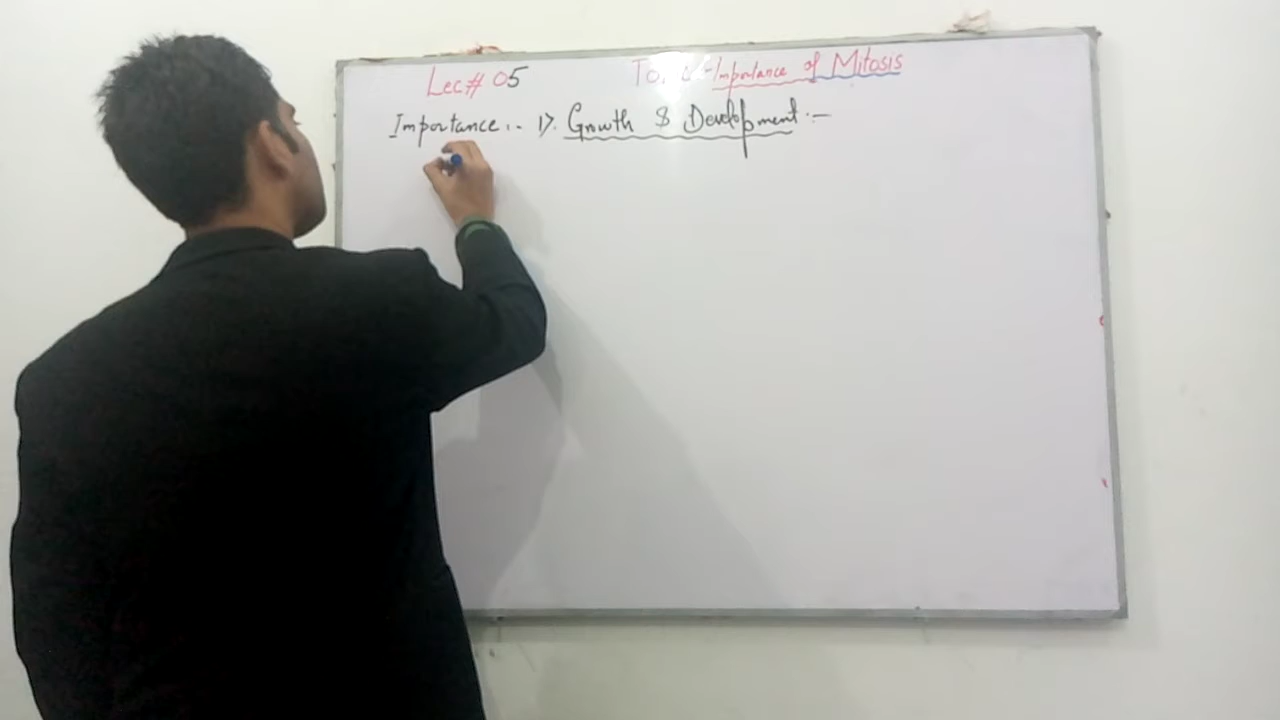 Lec# 05 Importance of Mitosis
Importance :- 1). Growth & Development :-